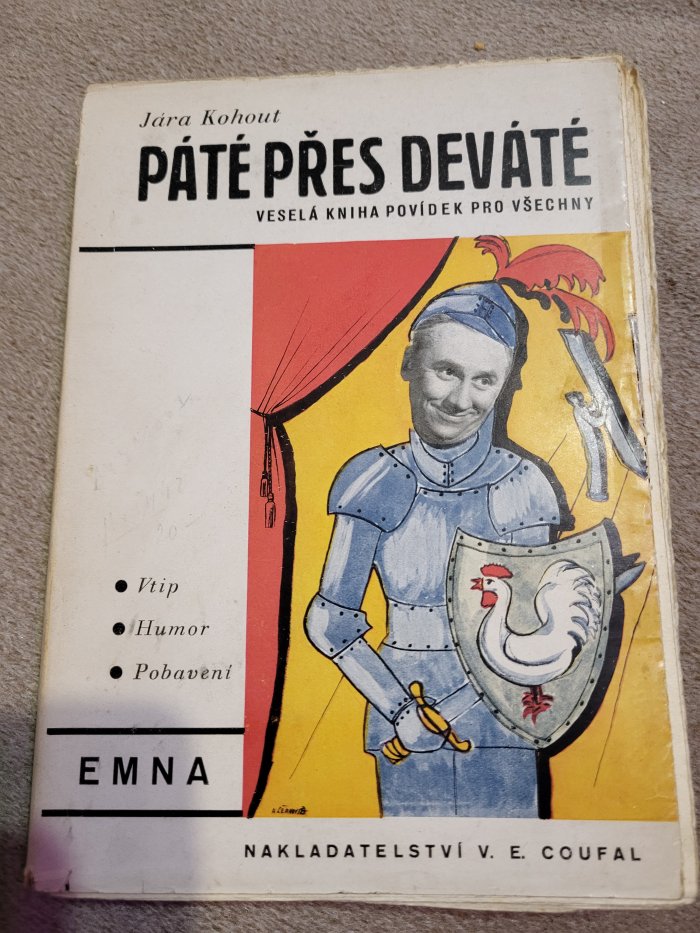 Jára Kohout
PÁTÉ PŘES DEVÁTÉ
VESELÁ KNIHA POVÍDEK PRO VŠECHNY
• Vtip
• Humor
• Pobavení
EMNA
NAKLADATELSTVÍ V. E. COUFAL